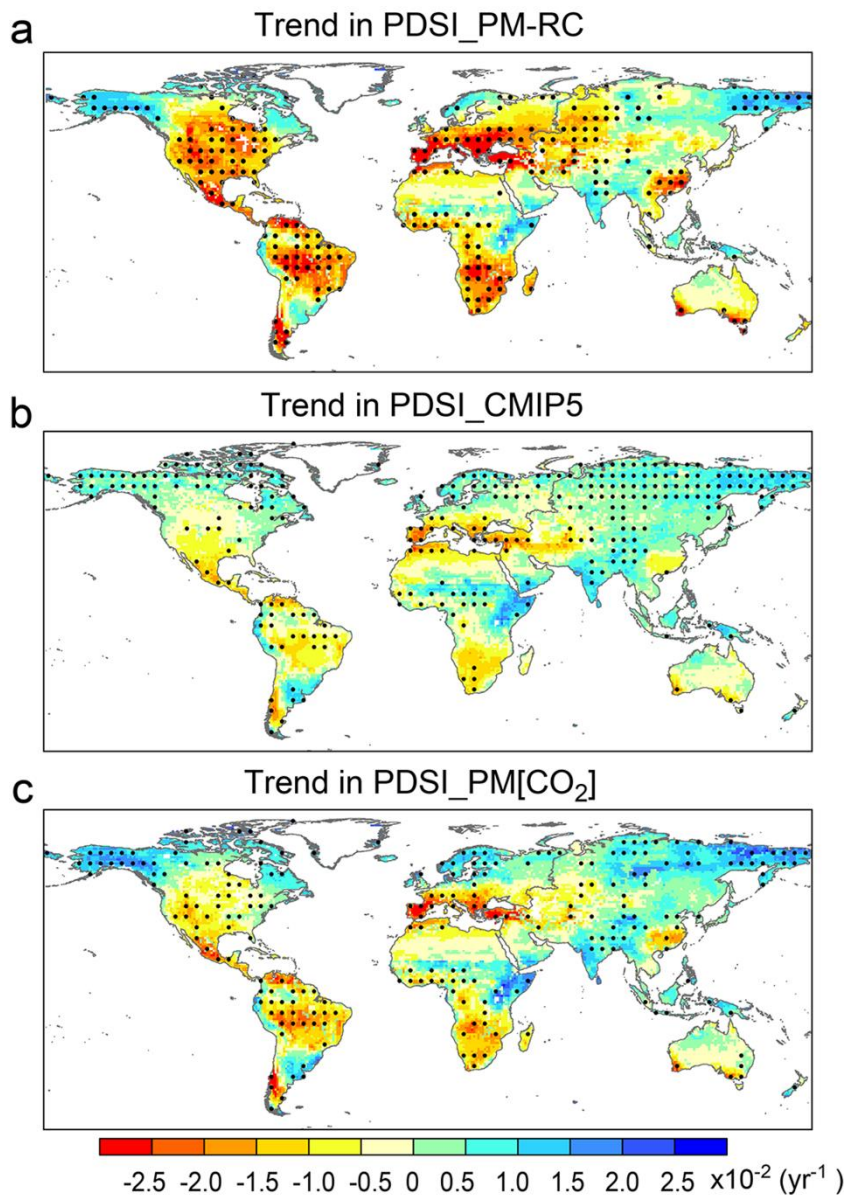 a Trend in PDSI_PM-RC
b Trend in PDSI_CMIP5
c Trend in PDSI_PM[CO₂]
-2.5 -2.0 -1.5 -1.0 -0.5 0 0.5 1.0 1.5 2.0 2.5 x10⁻² (yr⁻¹)